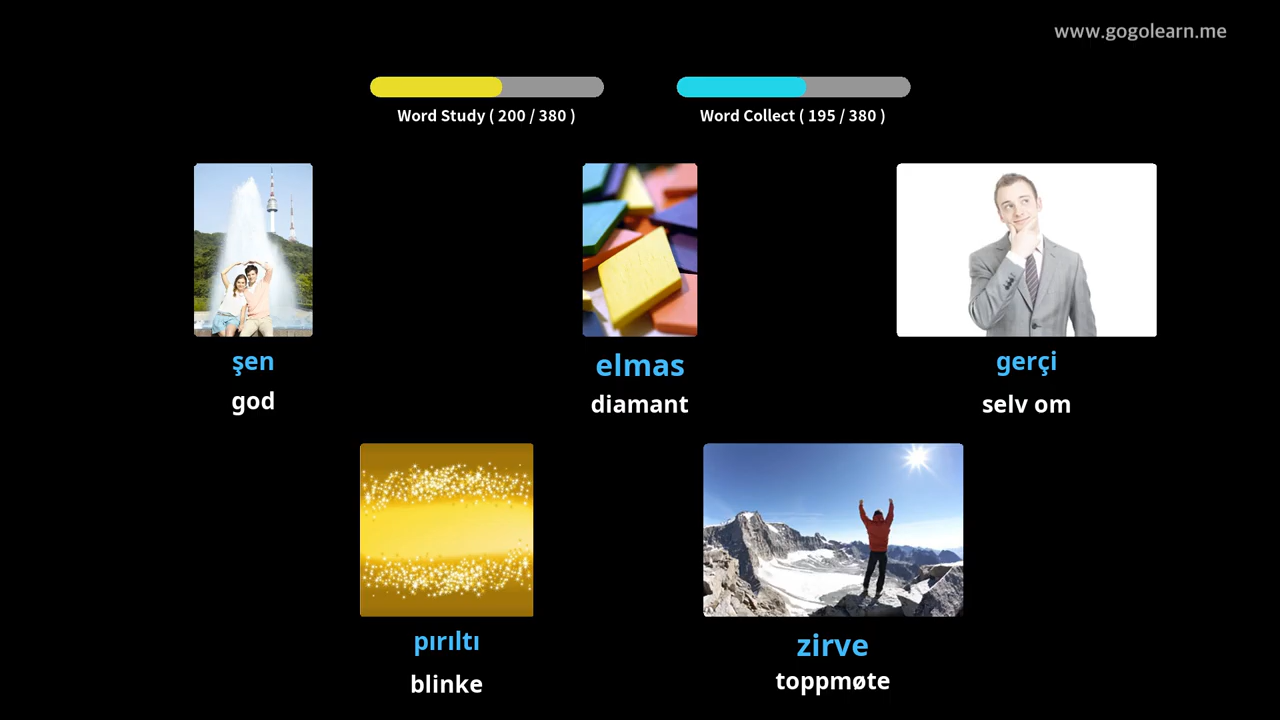 www.gogolearn.me
Word Study ( 200 / 380 )
Word Collect ( 195 / 380 )
şen
god
elmas
diamant
gerçi
selv om
pırıltı
blinke
zirve
toppmøte